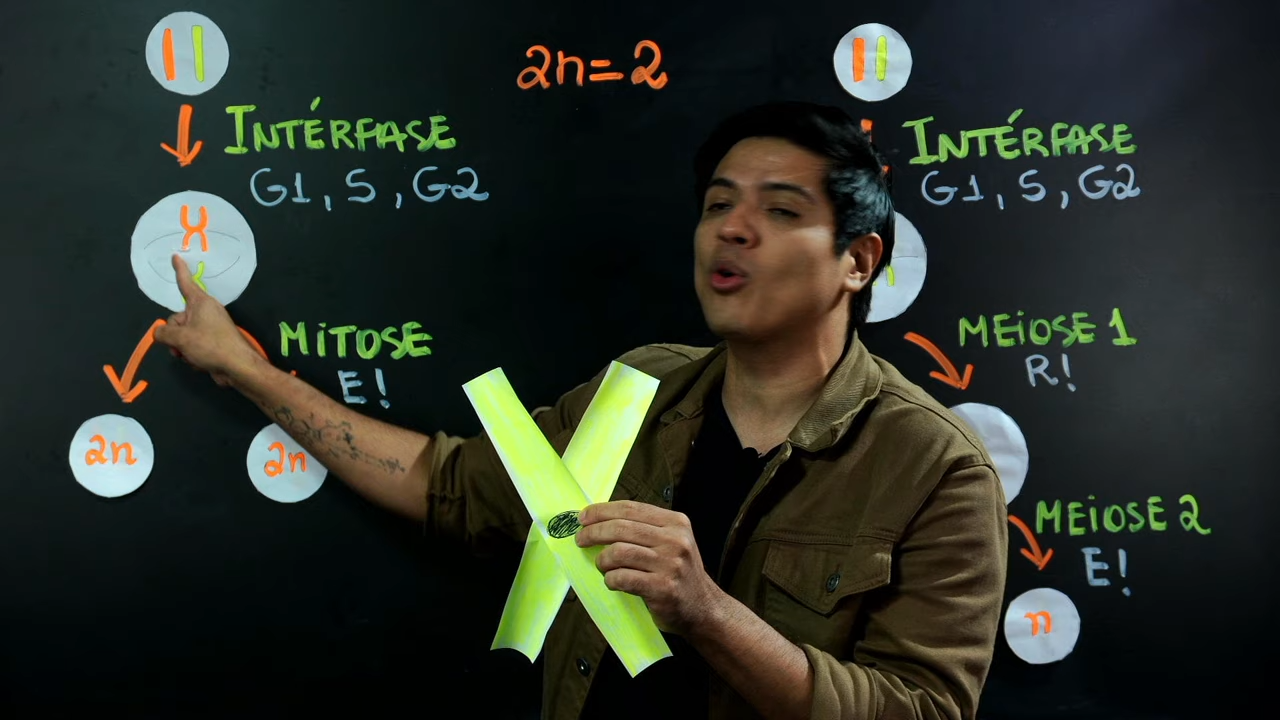 2n=2
INTÉRFASE
G1, S, G2
MITOSE
E!
2n
2n
INTÉRFASE
G1, S, G2
MEIOSE 1
R!
MEIOSE 2
E!
n